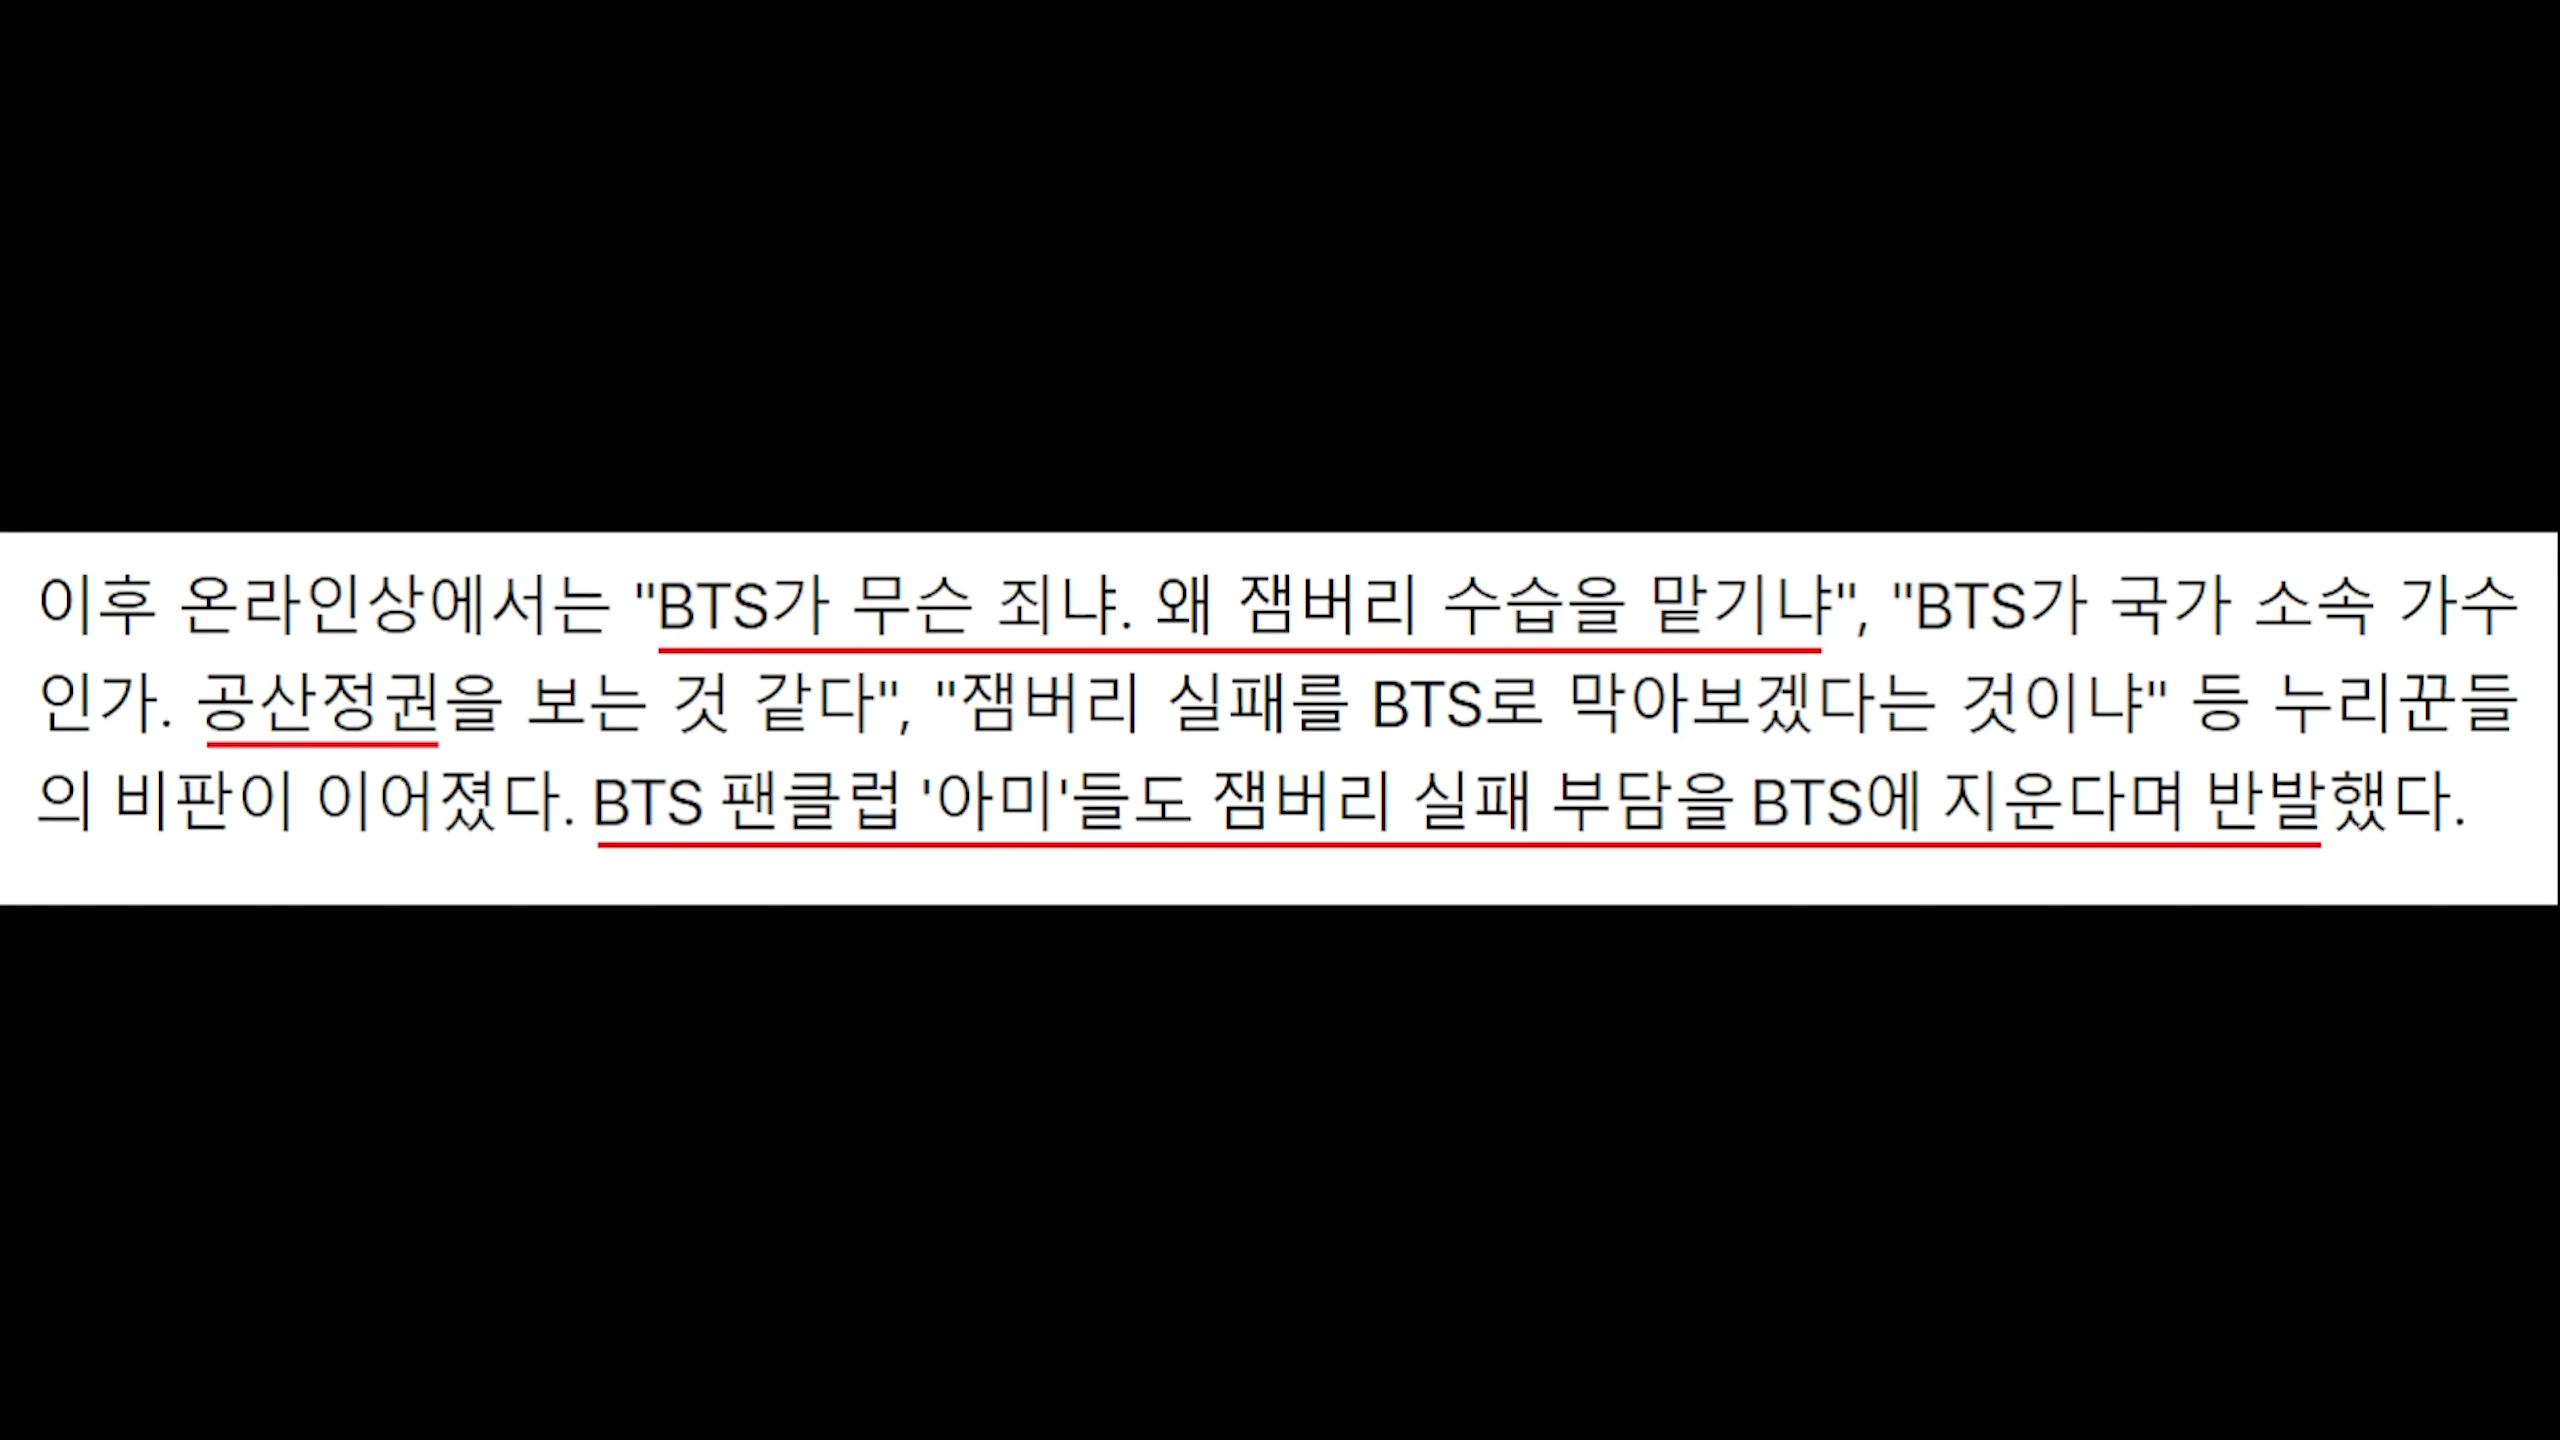 이후 온라인상에서는 "BTS가 무슨 죄냐. 왜 잼버리 수습을 맡기냐", "BTS가 국가 소속 가수
인가. 공산정권을 보는 것 같다", "잼버리 실패를 BTS로 막아보겠다는 것이냐" 등 누리꾼들
의 비판이 이어졌다. BTS 팬클럽 '아미'들도 잼버리 실패 부담을 BTS에 지운다며 반발했다.